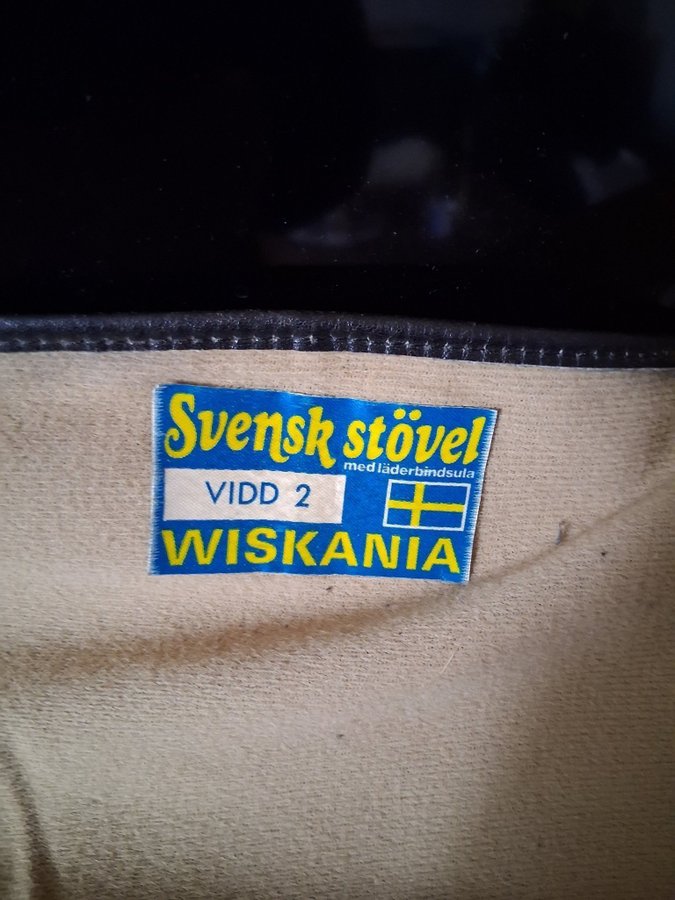 Svensk stövel
med läderbindsula
VIDD 2
WISKANIA